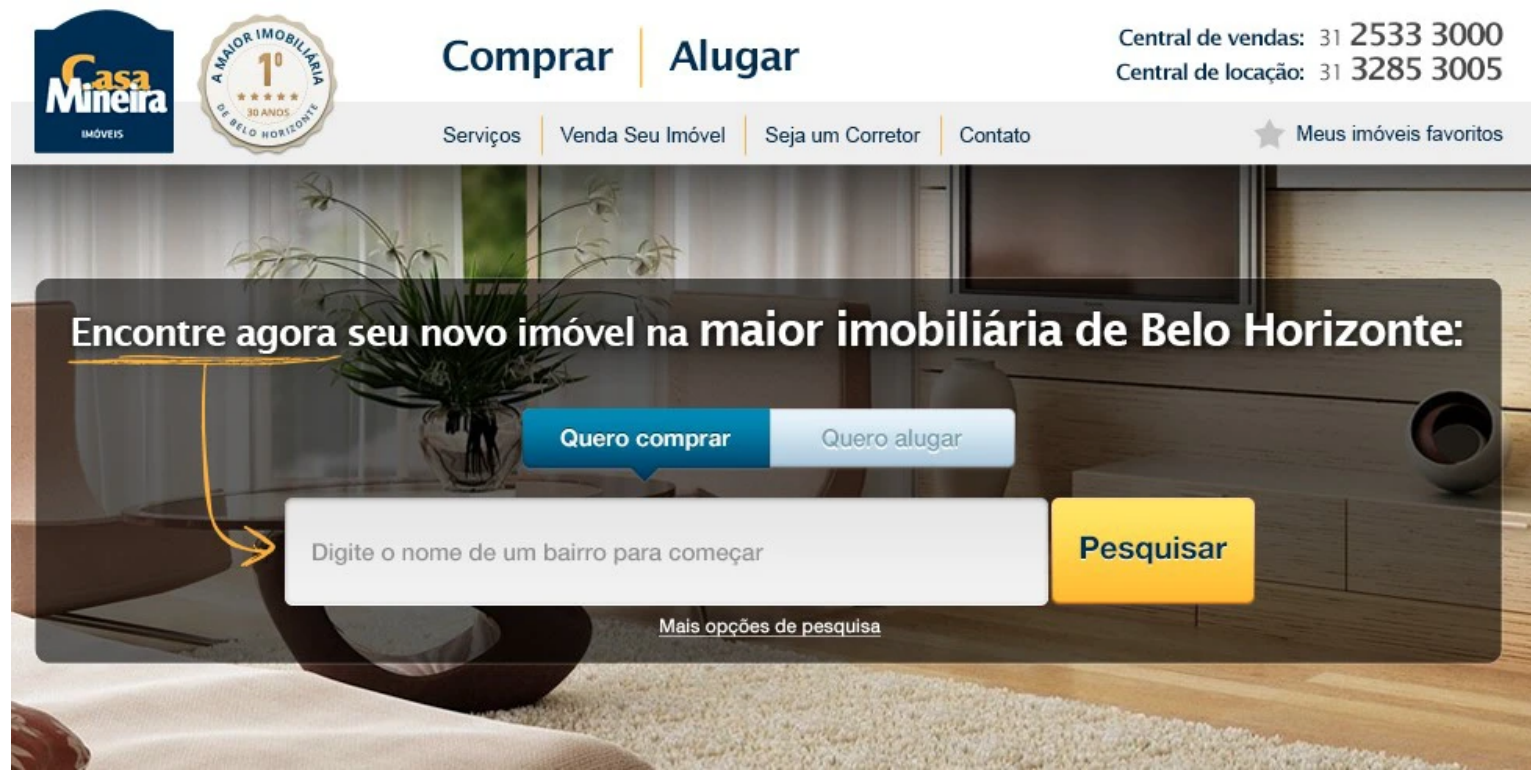 Casa
Mineira
IMÓVEIS
A MAIOR IMOBILIÁRIA
1º
30 ANOS
DE BELO HORIZONTE
Comprar
Alugar
Central de vendas: 31 2533 3000
Central de locação: 31 3285 3005
Serviços
Venda Seu Imóvel
Seja um Corretor
Contato
Meus imóveis favoritos
Encontre agora seu novo imóvel na maior imobiliária de Belo Horizonte:
Quero comprar
Quero alugar
Digite o nome de um bairro para começar
Pesquisar
Mais opções de pesquisa